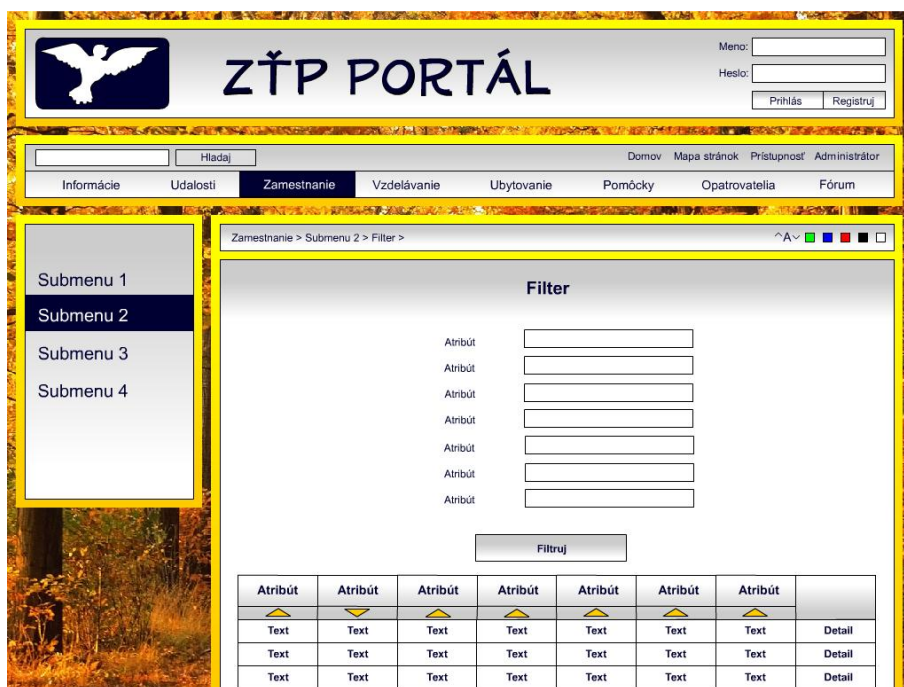 ZŤP PORTÁL
Meno:
Heslo:
Prihlás Registruj
Hladaj
Domov Mapa stránok Prístupnosť Administrátor
Informácie Udalosti Zamestnanie Vzdelávanie Ubytovanie Pomôcky Opatrovatelia Fórum
Submenu 1
Submenu 2
Submenu 3
Submenu 4
Zamestnanie > Submenu 2 > Filter >
^A
Filter
Atribút
Atribút
Atribút
Atribút
Atribút
Atribút
Atribút
Filtruj
Atribút Atribút Atribút Atribút Atribút Atribút Atribút
Text Text Text Text Text Text Text Detail
Text Text Text Text Text Text Text Detail
Text Text Text Text Text Text Text Detail